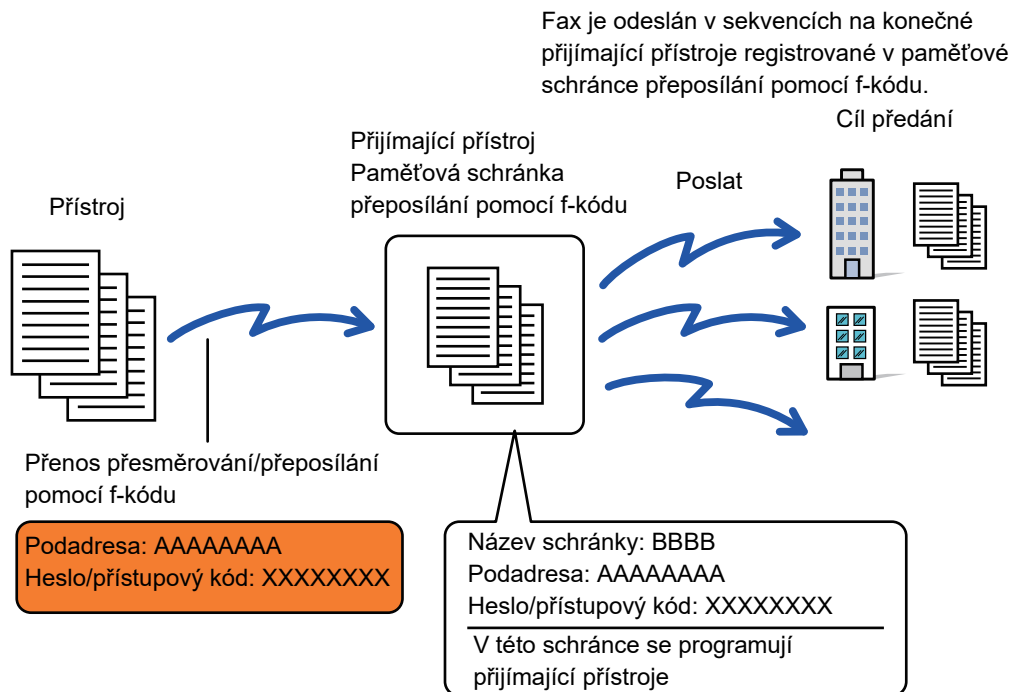 Fax je odeslán v sekvencích na konečné
přijímající přístroje registrované v paměťové
schránce přeposílání pomocí f-kódu.
Cíl předání
Přijímající přístroj
Paměťová schránka
přeposílání pomocí f-kódu
Poslat
Přístroj
Přenos přesměrování/přeposílání
pomocí f-kódu
Podadresa: AAAAAAAA
Heslo/přístupový kód: XXXXXXXX
Název schránky: BBBB
Podadresa: AAAAAAAA
Heslo/přístupový kód: XXXXXXXX
V této schránce se programují
přijímající přístroje